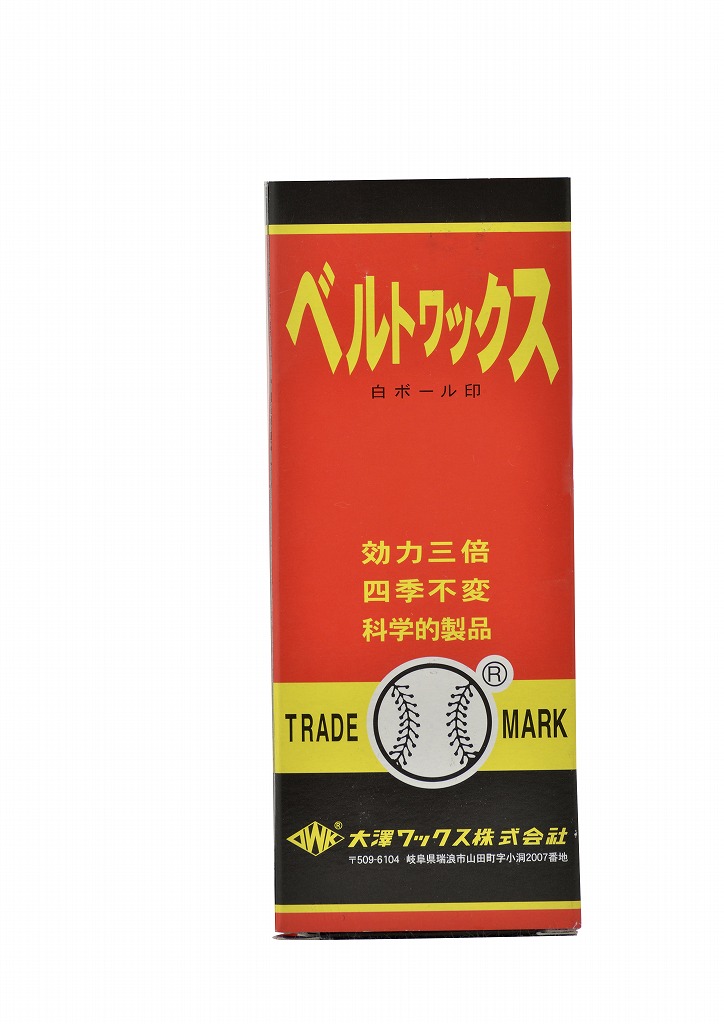 ベルトワックス
白ボール印
効力三倍
四季不変
科学的製品
®
TRADE MARK
OWK® 大澤ワックス株式会社
〒509-6104 岐阜県瑞浪市山田町字小洞2007番地